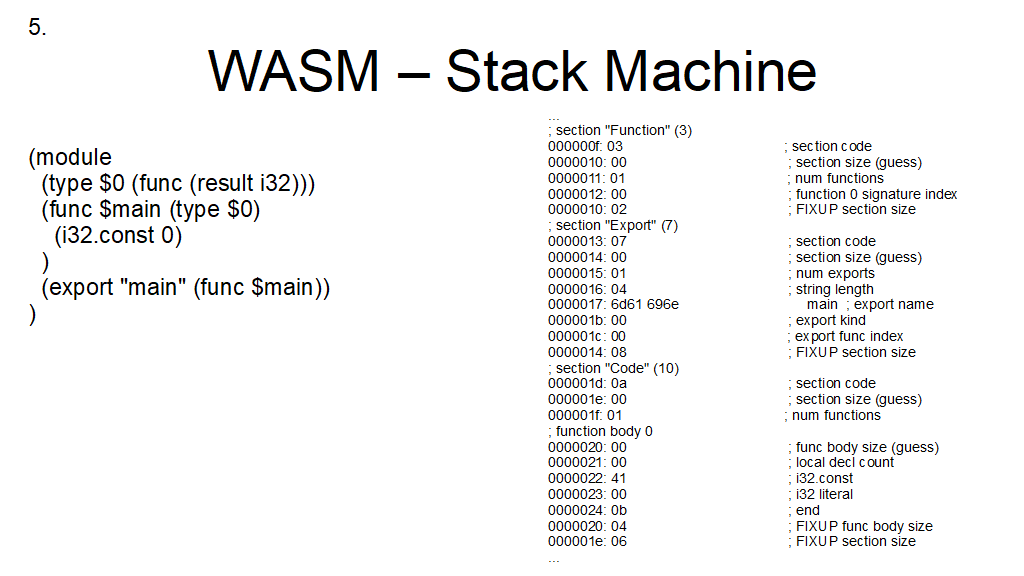 5.
WASM – Stack Machine
(module
(type $0 (func (result i32)))
(func $main (type $0)
(i32.const 0)
)
(export "main" (func $main))
)
...
; section "Function" (3)
000000f: 03 ; section code
0000010: 00 ; section size (guess)
0000011: 01 ; num functions
0000012: 00 ; function 0 signature index
0000010: 02 ; FIXUP section size
; section "Export" (7)
0000013: 07 ; section code
0000014: 00 ; section size (guess)
0000015: 01 ; num exports
0000016: 04 ; string length
0000017: 6d61 696e main ; export name
000001b: 00 ; export kind
000001c: 00 ; export func index
0000014: 08 ; FIXUP section size
; section "Code" (10)
000001d: 0a ; section code
000001e: 00 ; section size (guess)
000001f: 01 ; num functions
; function body 0
0000020: 00 ; func body size (guess)
0000021: 00 ; local decl count
0000022: 41 ; i32.const
0000023: 00 ; i32 literal
0000024: 0b ; end
0000020: 04 ; FIXUP func body size
000001e: 06 ; FIXUP section size
...